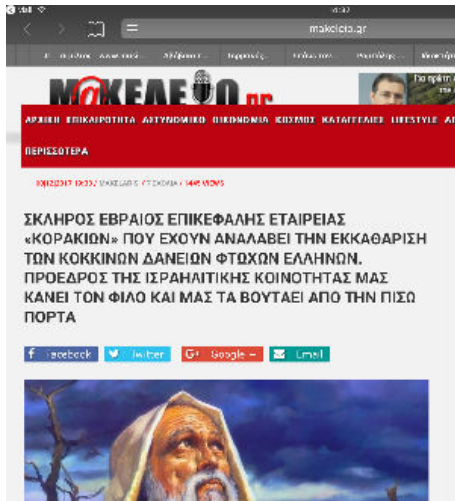 makeleio.gr
M@ΚΕΛΕΙΟ.gr
ΑΡΧΙΚΗ ΕΠΙΚΑΙΡΟΤΗΤΑ ΑΣΤΥΝΟΜΙΚΟ ΟΙΚΟΝΟΜΙΑ ΚΟΣΜΟΣ ΚΑΤΑΓΓΕΛΙΕΣ LIFESTYLE
ΠΕΡΙΣΣΟΤΕΡΑ
ΣΚΛΗΡΟΣ ΕΒΡΑΙΟΣ ΕΠΙΚΕΦΑΛΗΣ ΕΤΑΙΡΕΙΑΣ
«ΚΟΡΑΚΙΩΝ» ΠΟΥ ΕΧΟΥΝ ΑΝΑΛΑΒΕΙ ΤΗΝ ΕΚΚΑΘΑΡΙΣΗ
ΤΩΝ ΚΟΚΚΙΝΩΝ ΔΑΝΕΙΩΝ ΦΤΩΧΩΝ ΕΛΛΗΝΩΝ.
ΠΡΟΕΔΡΟΣ ΤΗΣ ΙΣΡΑΗΛΙΤΙΚΗΣ ΚΟΙΝΟΤΗΤΑΣ ΜΑΣ
ΚΑΝΕΙ ΤΟΝ ΦΙΛΟ ΚΑΙ ΜΑΣ ΤΑ ΒΟΥΤΑΕΙ ΑΠΟ ΤΗΝ ΠΙΣΩ
ΠΟΡΤΑ
Facebook Twitter G+ Google + Email